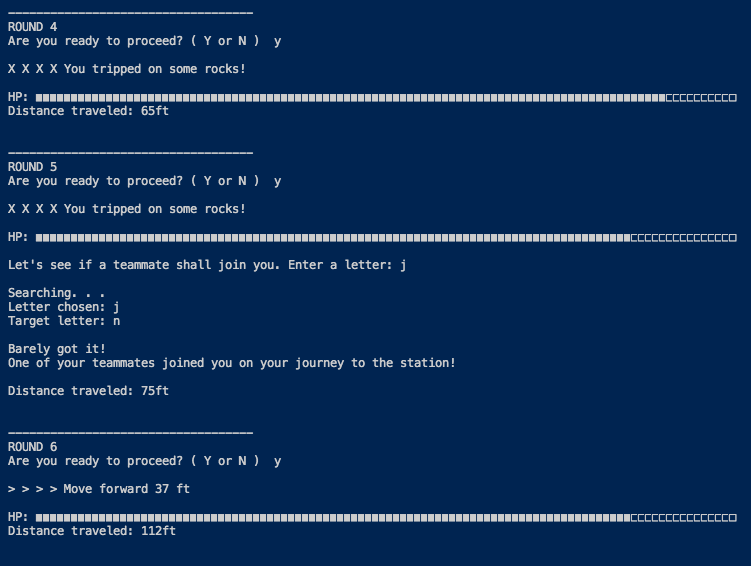 -----------------------------------
ROUND 4
Are you ready to proceed? ( Y or N )  y
X X X X You tripped on some rocks!
HP: ■■■■■■■■■■■■■■■■■■■■■■■■■■■■■■■■■■■■■■■■■■■■■■■■■■■■■■■■■■■■■■■■■■■■■■■■■■■■■■■■■■■■■■■■■■□□□□□□□□□□
Distance traveled: 65ft
-----------------------------------
ROUND 5
Are you ready to proceed? ( Y or N )  y
X X X X You tripped on some rocks!
HP: ■■■■■■■■■■■■■■■■■■■■■■■■■■■■■■■■■■■■■■■■■■■■■■■■■■■■■■■■■■■■■■■■■■■■■■■■■■■■■■■■■■■■■□□□□□□□□□□□□□□□
Let's see if a teammate shall join you. Enter a letter: j
Searching. . .
Letter chosen: j
Target letter: n
Barely got it!
One of your teammates joined you on your journey to the station!
Distance traveled: 75ft
-----------------------------------
ROUND 6
Are you ready to proceed? ( Y or N )  y
> > > > Move forward 37 ft
HP: ■■■■■■■■■■■■■■■■■■■■■■■■■■■■■■■■■■■■■■■■■■■■■■■■■■■■■■■■■■■■■■■■■■■■■■■■■■■■■■■■■■■■■□□□□□□□□□□□□□□□
Distance traveled: 112ft